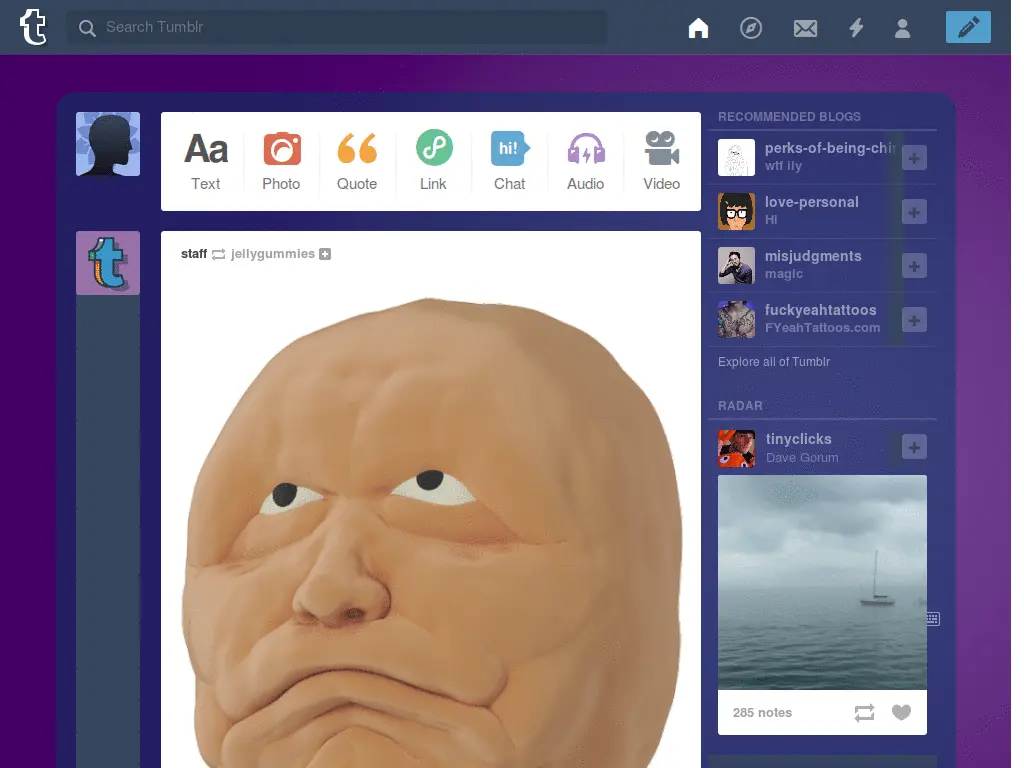 Search Tumblr
Aa
hi!
Text
Photo
Quote
Link
Chat
Audio
Video
staff jellygummies
RECOMMENDED BLOGS
perks-of-being-chi
wtf ily
love-personal
HI
misjudgments
magic
fuckyeahtattoos
FYeahTattoos.com
Explore all of Tumblr
RADAR
tinyclicks
Dave Gorum
285 notes